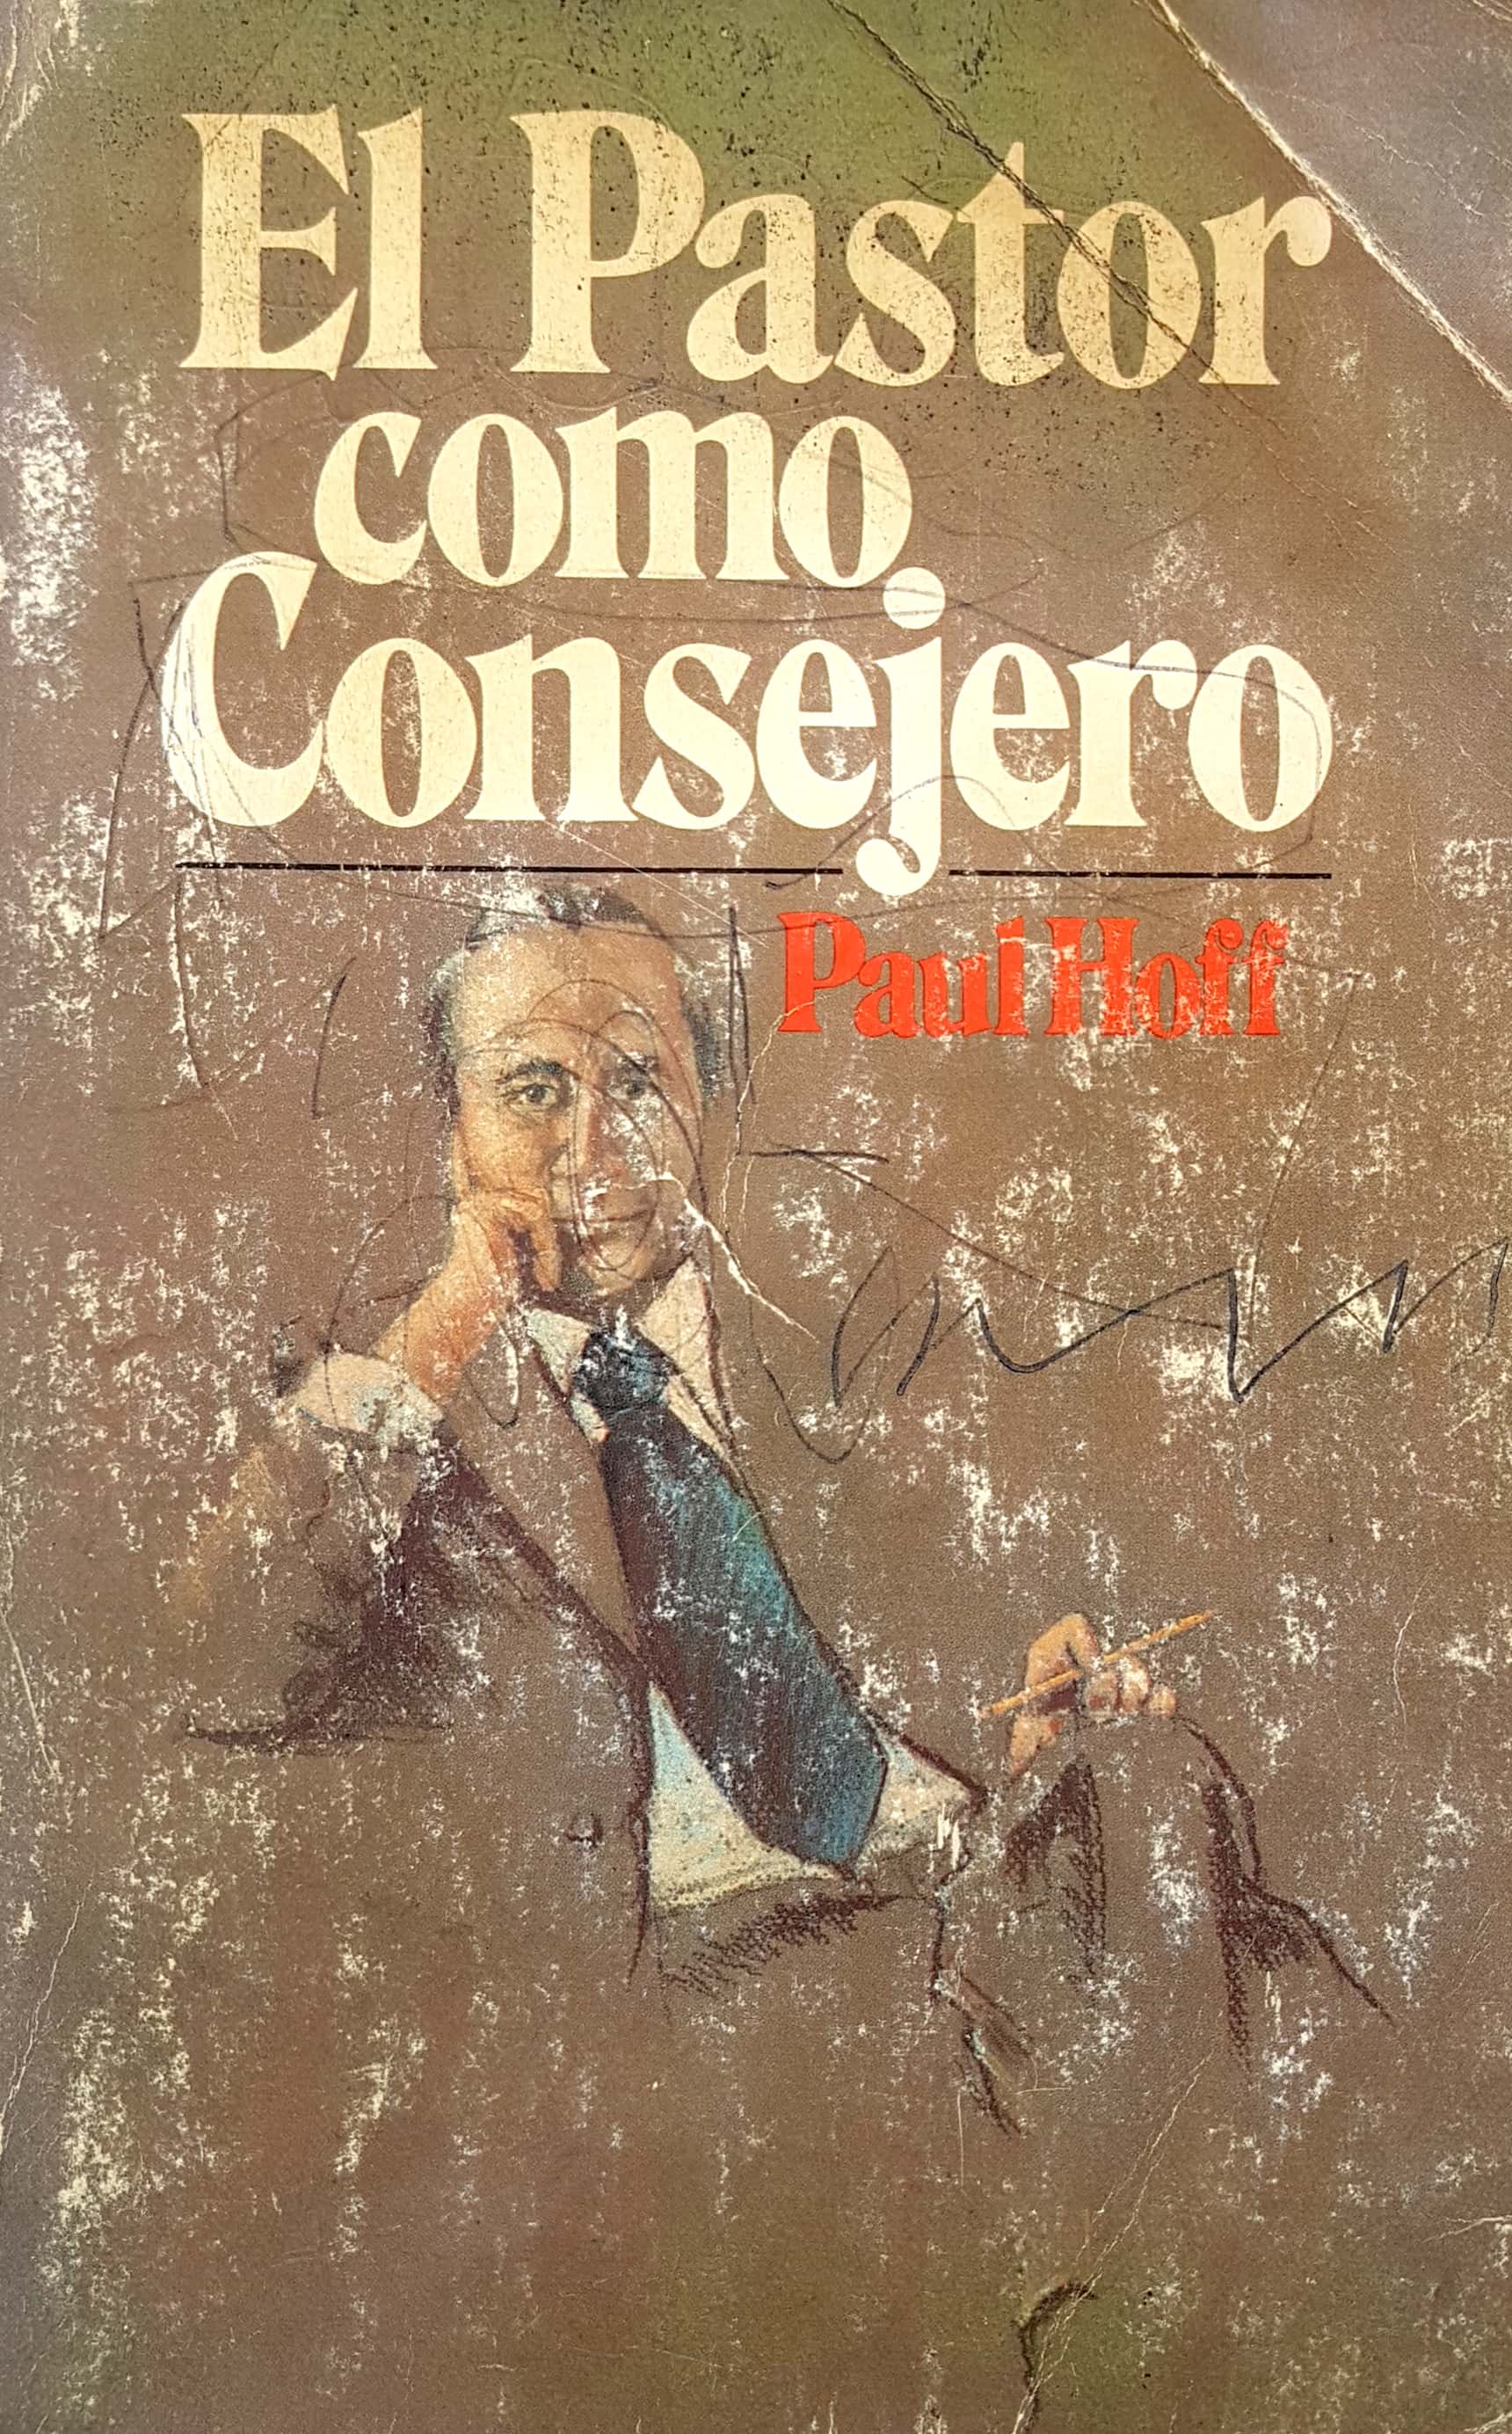 El Pastor
como
Consejero
Paul Hoff